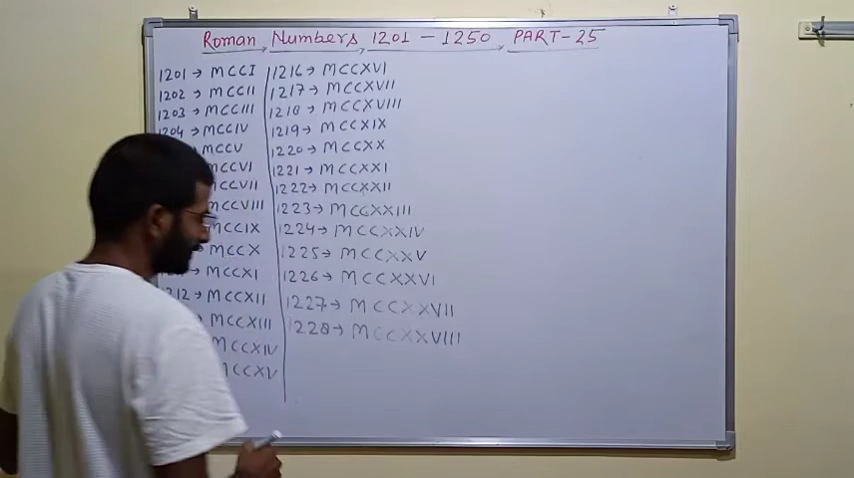 Roman Numbers 1201 - 1250 PART-25
1201 → MCCI
1202 → MCCII
1203 → MCCIII
1204 → MCCIV
MCCV
MCCVI
MCCVII
MCCVIII
MCCIX
MCCX
MCCXI
MCCXII
MCCXIII
MCCXIV
MCCXV
1216 → MCCXVI
1217 → MCCXVII
1218 → MCCXVIII
1219 → MCCXIX
1220 → MCCXX
1221 → MCCXXI
1222 → MCCXXII
1223 → MCCXXIII
1224 → MCCXXIV
1225 → MCCXXV
1226 → MCCXXVI
1227 → MCCXXVII
1228 → MCCXXVIII